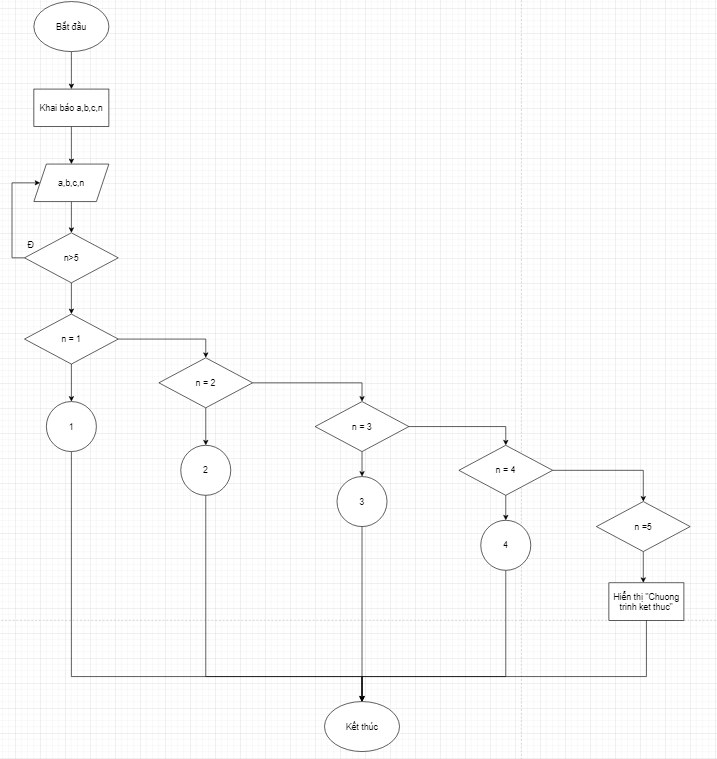 Bắt đầu
Khai báo a,b,c,n
a,b,c,n
Đ
n>5
n = 1
n = 2
n = 3
n = 4
n =5
1
2
3
4
Hiển thị "Chuong
trinh ket thuc"
Kết thúc